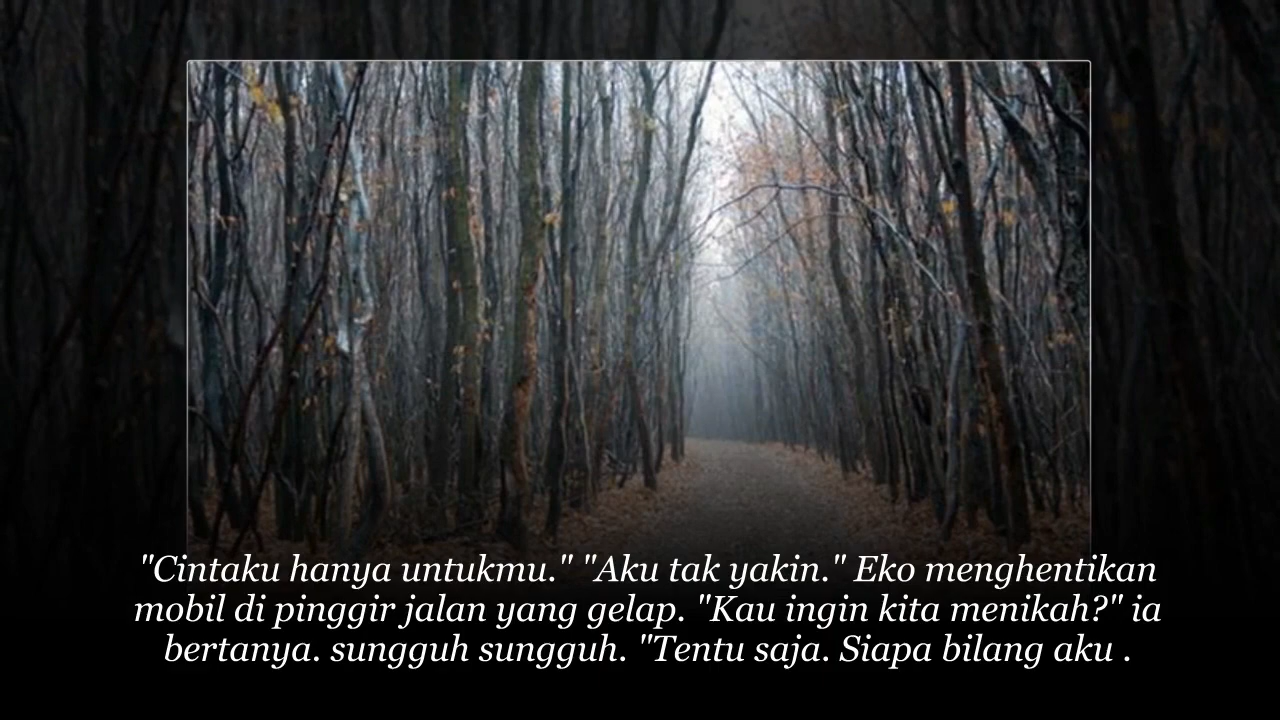 "Cintaku hanya untukmu." "Aku tak yakin." Eko menghentikan
mobil di pinggir jalan yang gelap. "Kau ingin kita menikah?" ia
bertanya. sungguh sungguh. "Tentu saja. Siapa bilang aku .